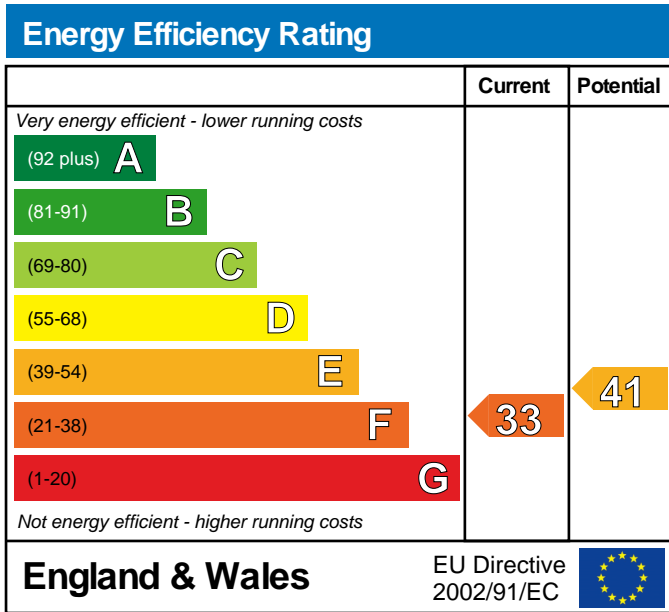 Energy Efficiency Rating
Current Potential
Very energy efficient - lower running costs
(92 plus) A
(81-91) B
(69-80) C
(55-68) D
(39-54) E
(21-38) F
(1-20) G
33
41
Not energy efficient - higher running costs
England & Wales
EU Directive
2002/91/EC